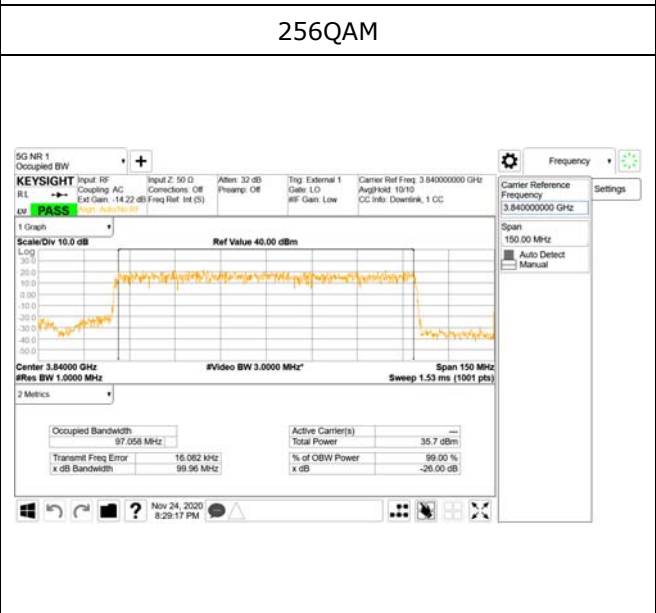 256QAM
5G NR 1
Occupied BW
Frequency
KEYSIGHT
RL
PASS
Input: RF
Coupling: AC
Ext Gain: -14.22 dB
Align: Auto/No RF
Input Z: 50 Ω
Corrections: Off
Freq Ref: Int (S)
Atten: 32 dB
Preamp: Off
Trig: External 1
Gate: LO
#IF Gain: Low
Carrier Ref Freq: 3.840000000 GHz
Avg|Hold: 10/10
CC Info: Downlink, 1 CC
Carrier Reference
Frequency
3.840000000 GHz
Settings
Span
150.00 MHz
Auto Detect
Manual
1 Graph
Scale/Div 10.0 dB
Ref Value 40.00 dBm
Log
30.0
20.0
10.0
0.00
-10.0
-20.0
-30.0
-40.0
-50.0
Center 3.84000 GHz
#Video BW 3.0000 MHz*
Span 150 MHz
#Res BW 1.0000 MHz
Sweep 1.53 ms (1001 pts)
2 Metrics
Occupied Bandwidth
97.058 MHz
Transmit Freq Error 16.082 kHz
x dB Bandwidth 99.96 MHz
Active Carrier(s) ---
Total Power 35.7 dBm
% of OBW Power 99.00 %
x dB -26.00 dB
?
Nov 24, 2020
8:29:17 PM